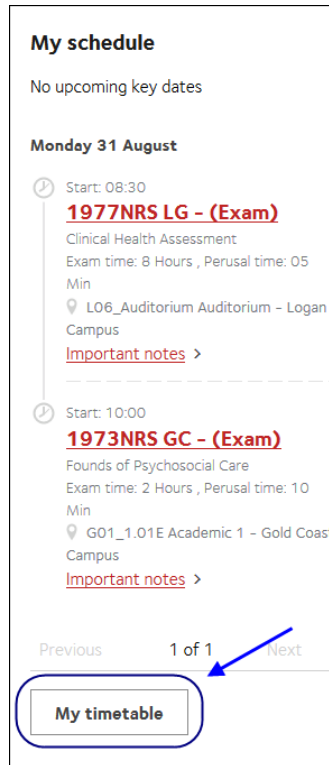 My schedule
No upcoming key dates
Monday 31 August
Start: 08:30
1977NRS LG - (Exam)
Clinical Health Assessment
Exam time: 8 Hours , Perusal time: 05
Min
L06_Auditorium Auditorium - Logan
Campus
Important notes >
Start: 10:00
1973NRS GC - (Exam)
Founds of Psychosocial Care
Exam time: 2 Hours , Perusal time: 10
Min
G01_1.01E Academic 1 - Gold Coast
Campus
Important notes >
Previous 1 of 1 Next
My timetable